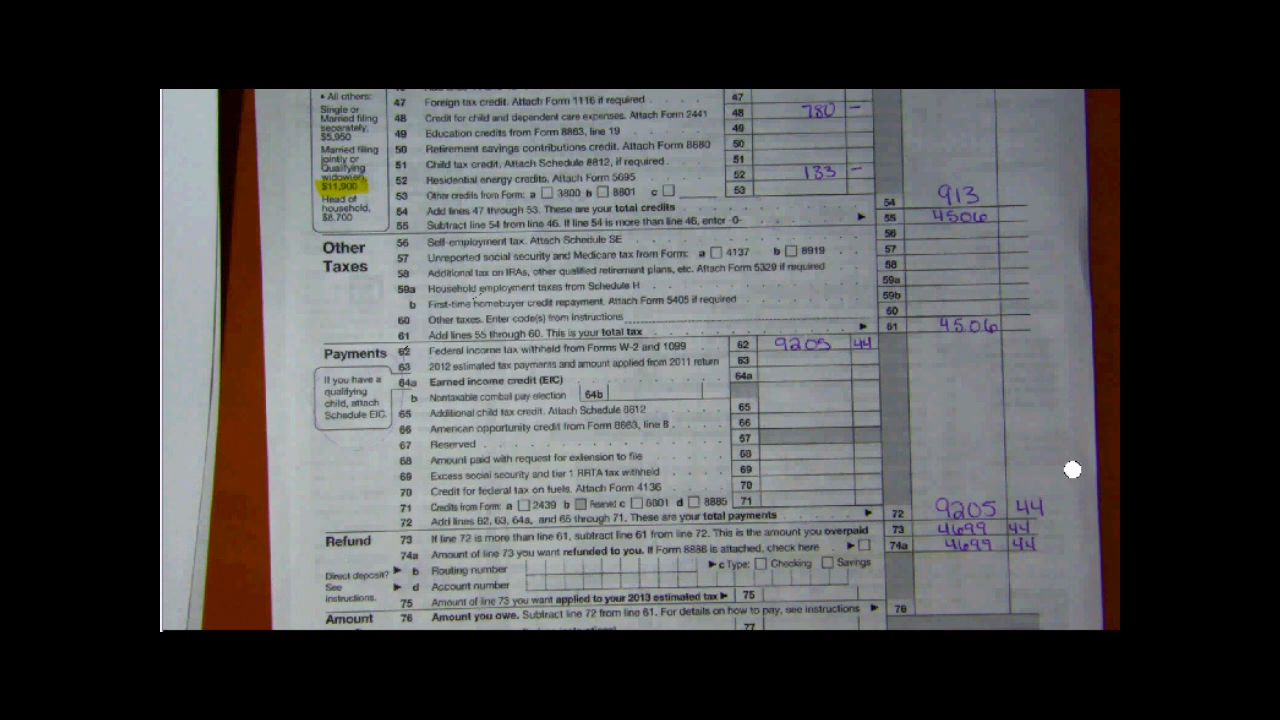 • All others:
Single or
Married filing
separately,
$5,950
Married filing
jointly or
Qualifying
widow(er),
$11,900
Head of
household,
$8,700
47 Foreign tax credit. Attach Form 1116 if required 47
48 Credit for child and dependent care expenses. Attach Form 2441 48 780 –
49 Education credits from Form 8863, line 19 49
50 Retirement savings contributions credit. Attach Form 8880 50
51 Child tax credit. Attach Schedule 8812, if required 51
52 Residential energy credits. Attach Form 5695 52 133 –
53 Other credits from Form: a 3800 b 8801 c 53
54 Add lines 47 through 53. These are your total credits 54 913
55 Subtract line 54 from line 46. If line 54 is more than line 46, enter -0- 55 4506
Other
Taxes
56 Self-employment tax. Attach Schedule SE 56
57 Unreported social security and Medicare tax from Form: a 4137 b 8919 57
58 Additional tax on IRAs, other qualified retirement plans, etc. Attach Form 5329 if required 58
59a Household employment taxes from Schedule H 59a
b First-time homebuyer credit repayment. Attach Form 5405 if required 59b
60 Other taxes. Enter code(s) from instructions 60
61 Add lines 55 through 60. This is your total tax 61 4506
Payments 62 Federal income tax withheld from Forms W-2 and 1099 62 9205 44
63 2012 estimated tax payments and amount applied from 2011 return 63
If you have a
qualifying
child, attach
Schedule EIC.
64a Earned income credit (EIC) 64a
b Nontaxable combat pay election 64b
65 Additional child tax credit. Attach Schedule 8812 65
66 American opportunity credit from Form 8863, line 8 66
67 Reserved 67
68 Amount paid with request for extension to file 68
69 Excess social security and tier 1 RRTA tax withheld 69
70 Credit for federal tax on fuels. Attach Form 4136 70
71 Credits from Form: a 2439 b Reserved c 8801 d 8885 71
72 Add lines 62, 63, 64a, and 65 through 71. These are your total payments 72 9205 44
Refund 73 If line 72 is more than line 61, subtract line 61 from line 72. This is the amount you overpaid 73 4699 44
74a Amount of line 73 you want refunded to you. If Form 8888 is attached, check here 74a 4699 44
Direct deposit?
See
instructions.
b Routing number c Type: Checking Savings
d Account number
75 Amount of line 73 you want applied to your 2013 estimated tax 75
Amount 76 Amount you owe. Subtract line 72 from line 61. For details on how to pay, see instructions 76
77